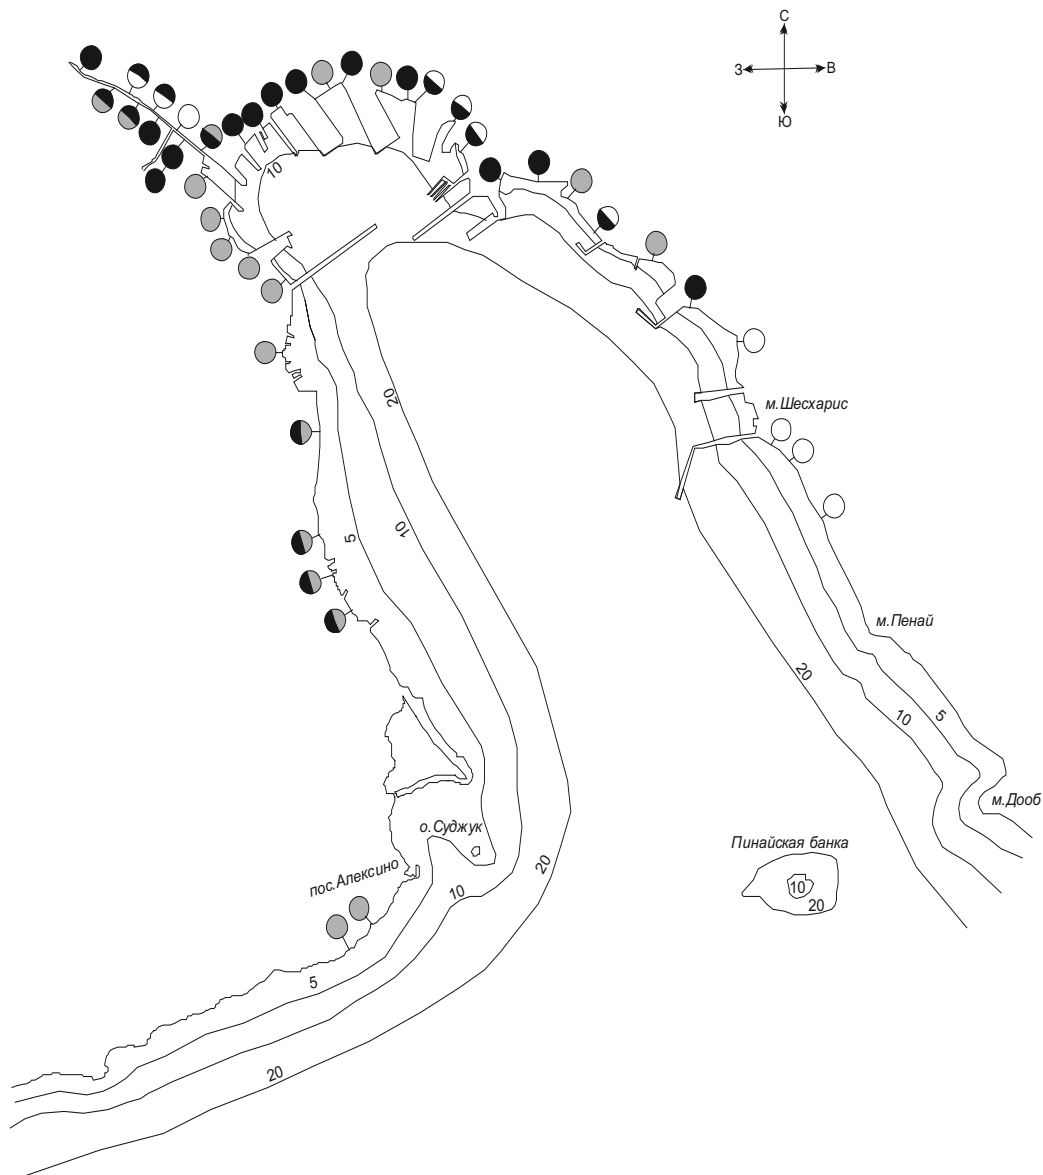 С
З
В
Ю
10
20
м.Шесхарис
10
5
м.Пенай
20
10
5
м.Дооб
о.Суджук
Пинайская банка
20
пос.Алексино
10
10
20
5
20